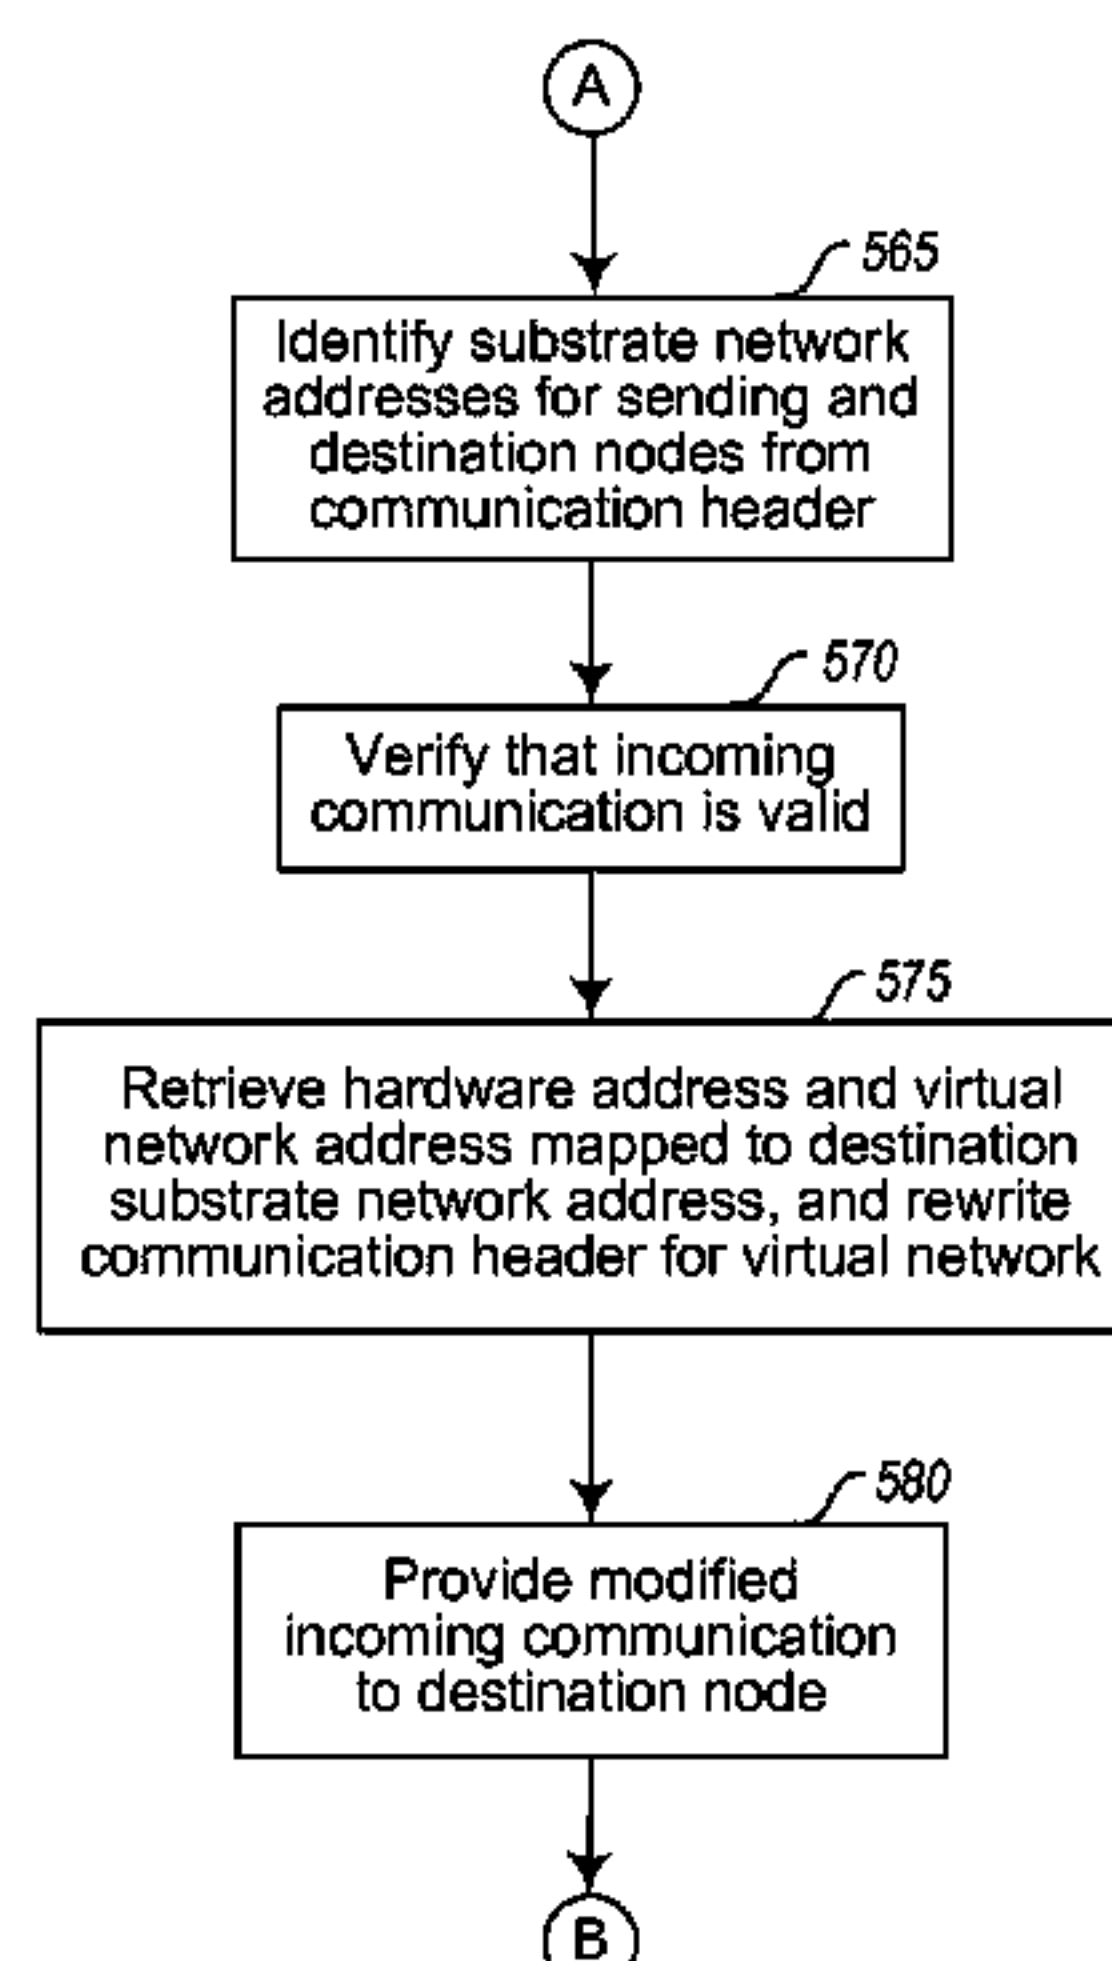 A
565
Identify substrate network
addresses for sending and
destination nodes from
communication header
570
Verify that incoming
communication is valid
575
Retrieve hardware address and virtual
network address mapped to destination
substrate network address, and rewrite
communication header for virtual network
580
Provide modified
incoming communication
to destination node
B